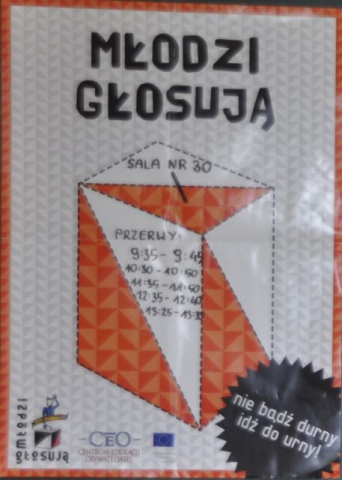 MŁODZI
GŁOSUJĄ
SALA NR 30
PRZERWY:
9:35 - 9:45
10:30 - 10:50
11:35 - 11:50
12:35 - 12:40
13:25 - 13:30
nie bądź durny
idź do urny!
młodzi
głosują
CEO
CENTRUM EDUKACJI
OBYWATELSKIEJ